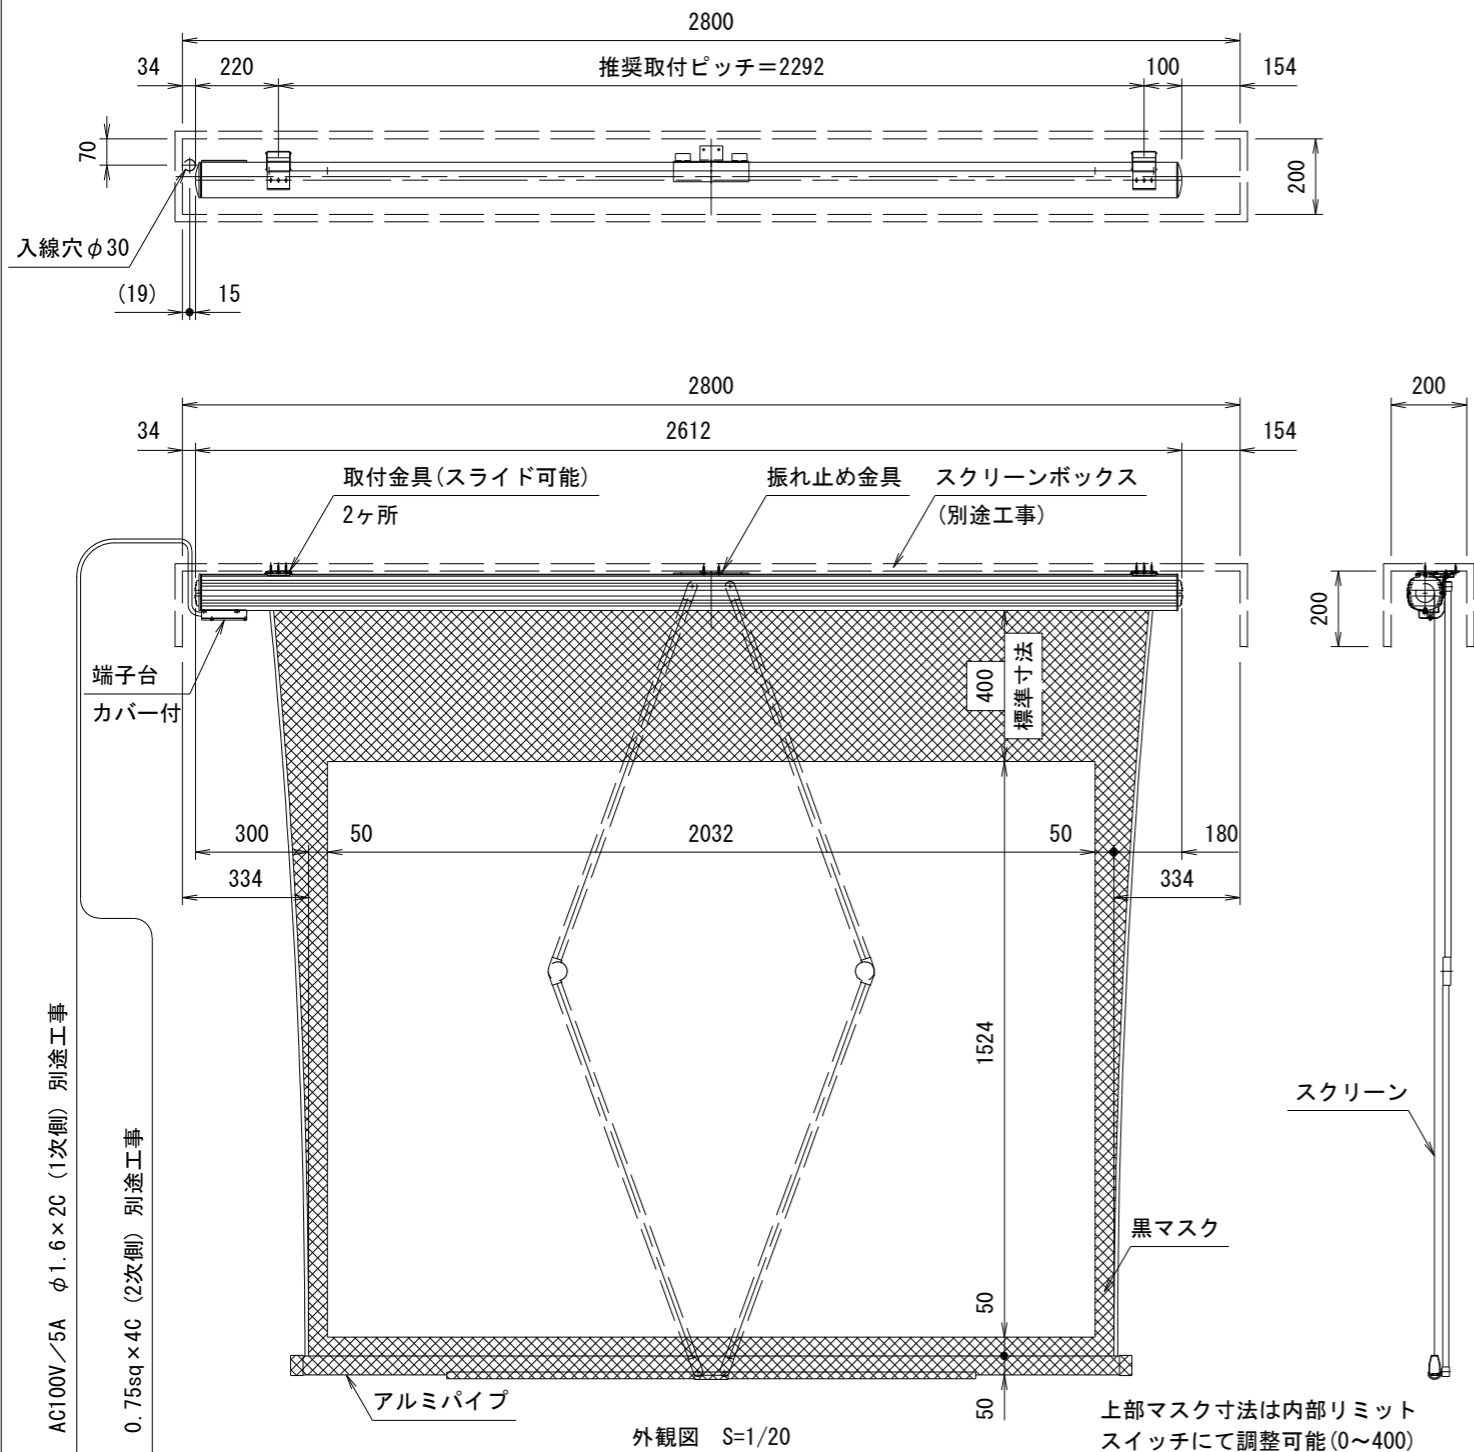 2800
34
220
推奨取付ピッチ＝2292
100
154
70
200
入線穴φ30
(19)
15
2800
200
34
2612
154
取付金具(スライド可能)
2ヶ所
振れ止め金具
スクリーンボックス
(別途工事)
200
端子台
カバー付
400
標準寸法
300
50
2032
50
180
334
334
1524
AC100V／5A φ1.6×2C (1次側) 別途工事
0.75sq×4C (2次側) 別途工事
スクリーン
黒マスク
50
アルミパイプ
50
外観図 S=1/20
上部マスク寸法は内部リミット
スイッチにて調整可能(0～400)